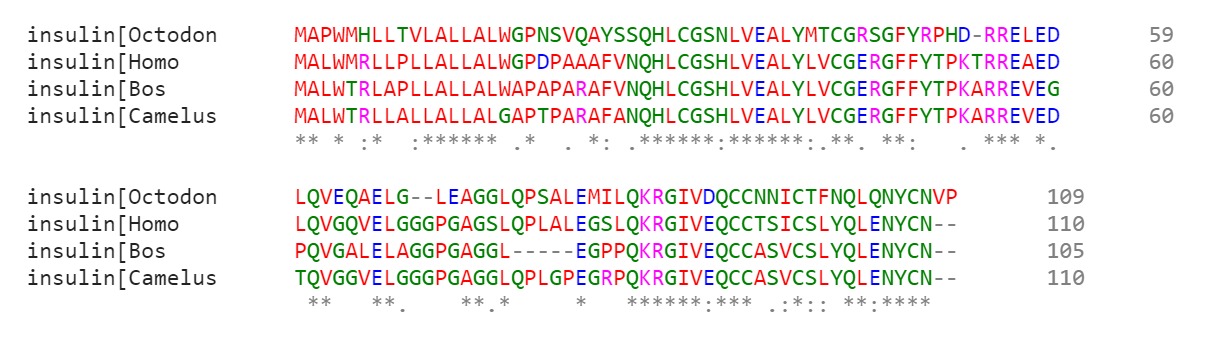 insulin[Octodon      MAPWMHLLTVLALLALWGPNSVQAYSSQHLCGSNLVEALYMTCGRSGFYRPHD-RRELED      59
insulin[Homo         MALWMRLLPLLALLALWGPDPAAAFVNQHLCGSHLVEALYLVCGERGFFYTPKTRREAED      60
insulin[Bos          MALWTRLAPLLALLALWAPAPARAFVNQHLCGSHLVEALYLVCGERGFFYTPKARREVEG      60
insulin[Camelus      MALWTRLLALLALLALGAPTPARAFANQHLCGSHLVEALYLVCGERGFFYTPKARREVED      60
                     ** * :*  :****** .*  . *: .******:*******:.**. **:   . *** *.
insulin[Octodon      LQVEQAELG--LEAGGLQPSALEMILQKRGIVDQCCNNICTFNQLQNYCNVP      109
insulin[Homo         LQVGQVELGGGPGAGSLQPLALEGSLQKRGIVEQCCTSICSLYQLENYCN--      110
insulin[Bos          PQVGALELAGGPGAGGL-----EGPPQKRGIVEQCCASVCSLYQLENYCN--      105
insulin[Camelus      TQVGGVELGGGPGAGGLQPLGPEGRPQKRGIVEQCCASVCSLYQLENYCN--      110
                      **   **.    **.*     *   ******:*** .:*:: **:****